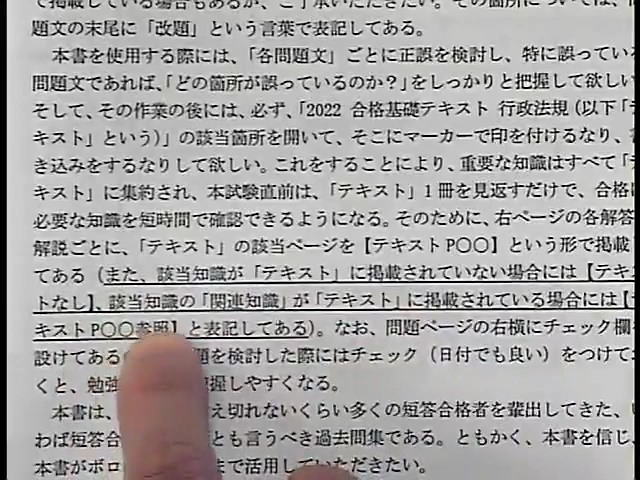 で掲載している場合もあるが、ご了承いただきたい。その箇所については、
題文の末尾に「改題」という言葉で表記してある。
本書を使用する際には、「各問題文」ごとに正誤を検討し、特に誤ってい
問題文であれば、「どの箇所が誤っているのか？」をしっかりと把握して欲しい
そして、その作業の後には、必ず、「2022 合格基礎テキスト 行政法規（以下「
キスト」という）」の該当箇所を開いて、そこにマーカーで印を付けるなり、
き込みをするなりして欲しい。これをすることにより、重要な知識はすべて「
キスト」に集約され、本試験直前は、「テキスト」1冊を見返すだけで、合格
必要な知識を短時間で確認できるようになる。そのために、右ページの各解答
解説ごとに、「テキスト」の該当ページを【テキストP〇〇】という形で掲載
てある（また、該当知識が「テキスト」に掲載されていない場合には【テキ
トなし】、該当知識の「関連知識」が「テキスト」に掲載されている場合には【
キストP〇〇参照】と表記してある）。なお、問題ページの右横にチェック欄
設けてある 題を検討した際にはチェック（日付でも良い）をつけて
くと、勉強 握しやすくなる。
本書は、 え切れないくらい多くの短答合格者を輩出してきた、
わば短答合 とも言うべき過去問集である。ともかく、本書を信じ、
本書がボロ まで活用していただきたい。